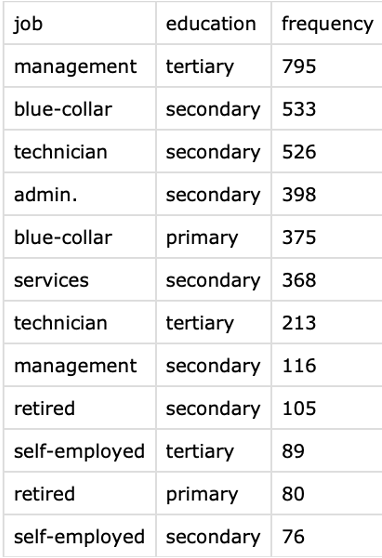 job education frequency
management tertiary 795
blue-collar secondary 533
technician secondary 526
admin. secondary 398
blue-collar primary 375
services secondary 368
technician tertiary 213
management secondary 116
retired secondary 105
self-employed tertiary 89
retired primary 80
self-employed secondary 76